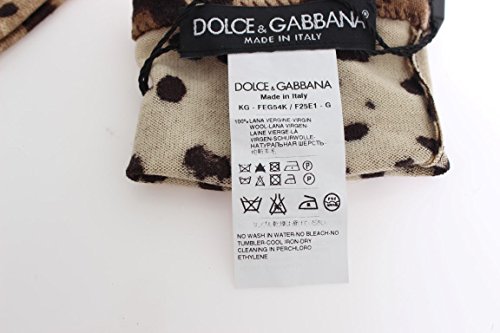 DOLCE & GABBANA
MADE IN ITALY
DOLCE & GABBANA
Made in Italy
KG - FEG54K / F25E1 - G
100%LANA VERGINE VIRGIN
WOOL-LANA VIRGEN
LAINE VERGE-LÃ
VIRGEN-SCHURWOLLE-
НАТУРАЛЬНАЯ ШЕРСТЬ
NO WASH IN WATER-NO BLEACH-NO
TUMBLER-COOL IRON-DRY
CLEANING IN PERCHLORO
ETHYLENE